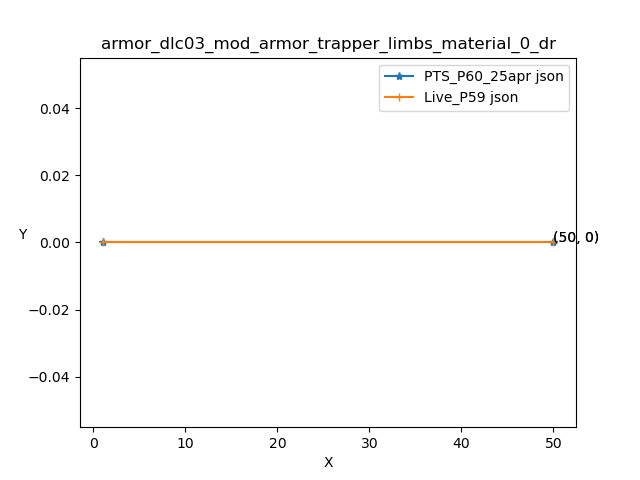 armor_dlc03_mod_armor_trapper_limbs_material_0_dr
PTS_P60_25apr json
Live_P59 json
0.04
0.02
0.00
−0.02
−0.04
Y
(50, 0)
0
10
20
30
40
50
X